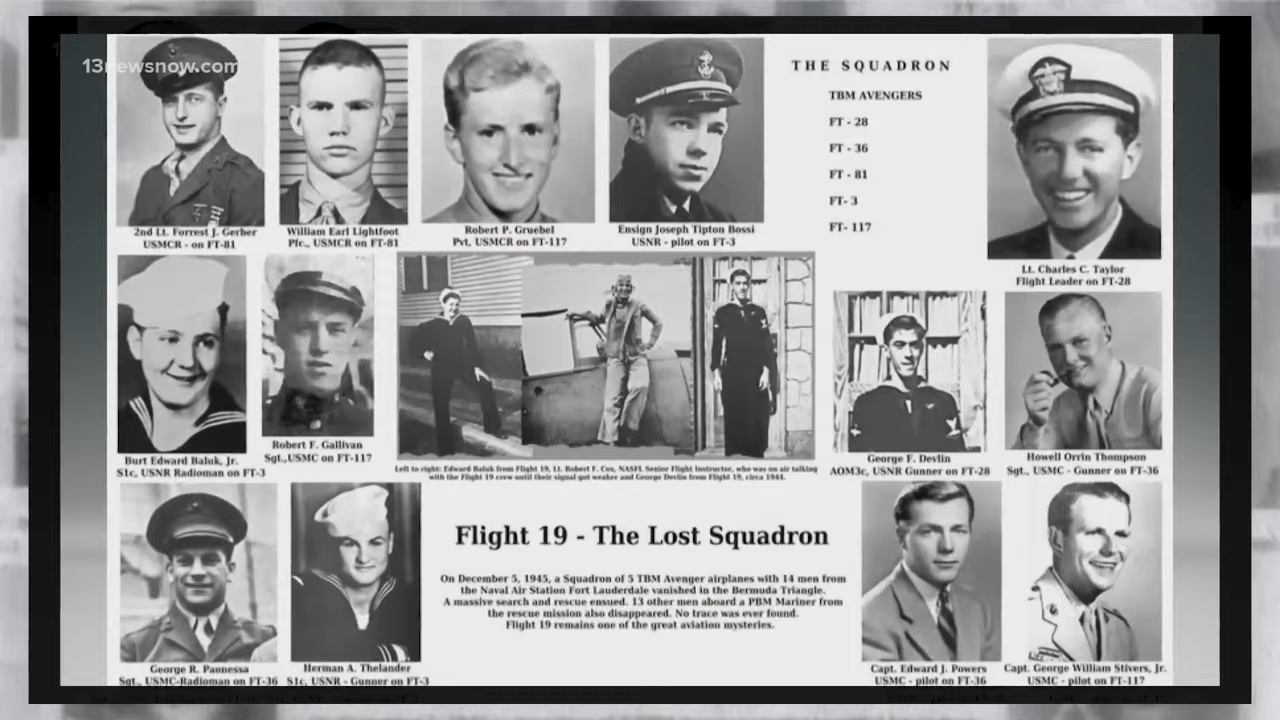 13newsnow.com
THE SQUADRON
TBM AVENGERS
FT - 28
FT - 36
FT - 81
FT- 3
FT- 117
2nd Lt. Forrest J. Gerber
USMCR - on FT-81
William Earl Lightfoot
Pfc., USMCR on FT-81
Robert P. Gruebel
Pvt, USMCR on FT-117
Ensign Joseph Tipton Bossi
USNR - pilot on FT-3
Lt. Charles C. Taylor
Flight Leader on FT-28
Burt Edward Baluk, Jr.
S1c, USNR Radioman on FT-3
Robert F. Gallivan
Sgt.,USMC on FT-117
Left to right: Edward Baluk from Flight 19, Lt. Robert F. Cox, NASFL Senior Flight Instructor, who was on air talking
with the Flight 19 crew until their signal got weaker and George Devlin from Flight 19, circa 1944.
George F. Devlin
AOM3c, USNR Gunner on FT-28
Howell Orrin Thompson
Sgt., USMC - Gunner on FT-36
George R. Paonessa
Sgt., USMC-Radioman on FT-36
Herman A. Thelander
S1c, USNR - Gunner on FT-3
Flight 19 - The Lost Squadron
On December 5, 1945, a Squadron of 5 TBM Avenger airplanes with 14 men from
the Naval Air Station Fort Lauderdale vanished in the Bermuda Triangle.
A massive search and rescue ensued. 13 other men aboard a PBM Mariner from
the rescue mission also disappeared. No trace was ever found.
Flight 19 remains one of the great aviation mysteries.
Capt. Edward J. Powers
USMC - pilot on FT-36
Capt. George William Stivers, Jr.
USMC - pilot on FT-117